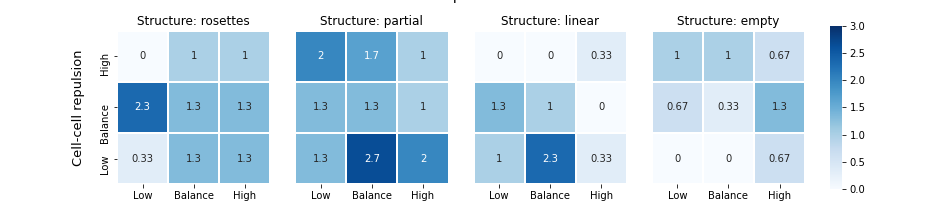 Structure: rosettes Structure: partial Structure: linear Structure: empty
3.0
High 0 1 1 2 1.7 1 0 0 0.33 1 1 0.67
2.5
2.0
Cell-cell repulsion
Balance 2.3 1.3 1.3 1.3 1.3 1 1.3 1 0 0.67 0.33 1.3
1.5
1.0
Low 0.33 1.3 1.3 1.3 2.7 2 1 2.3 0.33 0 0 0.67
0.5
0.0
Low Balance High Low Balance High Low Balance High Low Balance High